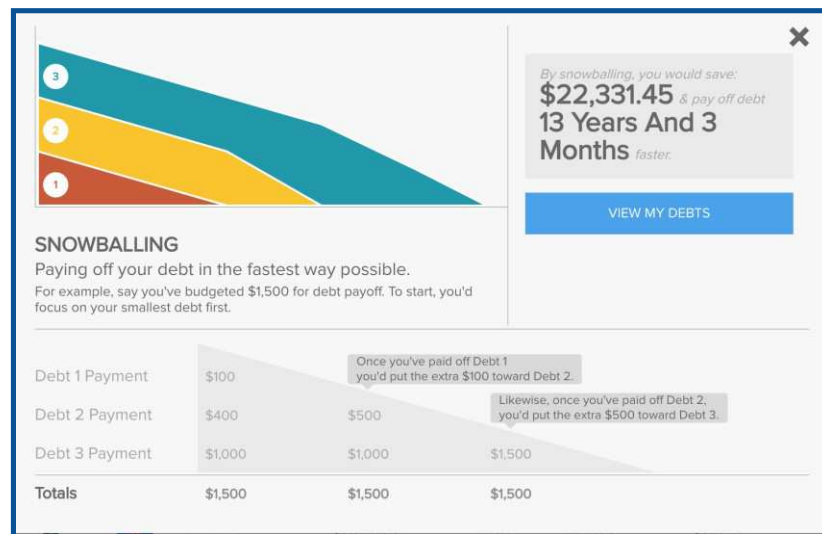 3
2
1
By snowballing, you would save:
$22,331.45 & pay off debt
13 Years And 3
Months faster.
VIEW MY DEBTS
SNOWBALLING
Paying off your debt in the fastest way possible.
For example, say you've budgeted $1,500 for debt payoff. To start, you'd
focus on your smallest debt first.
Once you've paid off Debt 1
you'd put the extra $100 toward Debt 2.
Debt 1 Payment $100
Likewise, once you've paid off Debt 2,
you'd put the extra $500 toward Debt 3.
Debt 2 Payment $400 $500
Debt 3 Payment $1,000 $1,000 $1,500
Totals $1,500 $1,500 $1,500